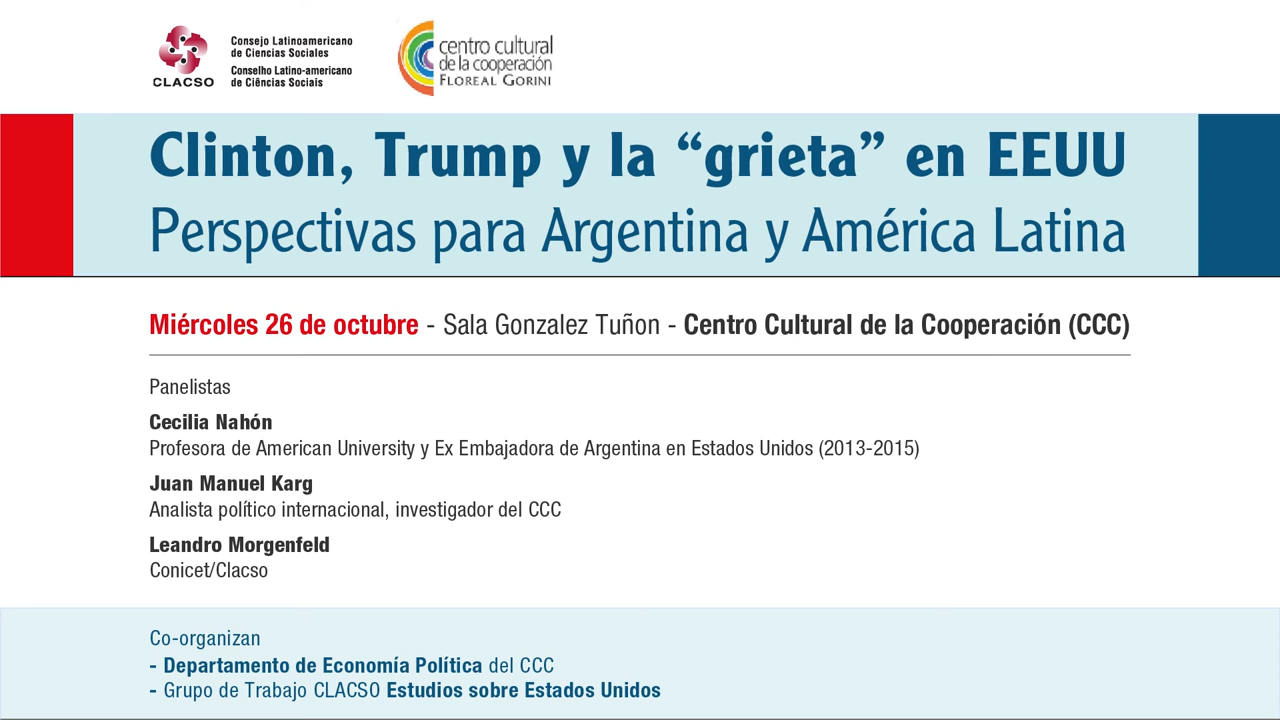 CLACSO
Consejo Latinoamericano
de Ciencias Sociales
Conselho Latino-americano
de Ciências Sociais
centro cultural
de la cooperación
FLOREAL GORINI
Clinton, Trump y la “grieta” en EEUU
Perspectivas para Argentina y América Latina
Miércoles 26 de octubre - Sala Gonzalez Tuñon - Centro Cultural de la Cooperación (CCC)
Panelistas
Cecilia Nahón
Profesora de American University y Ex Embajadora de Argentina en Estados Unidos (2013-2015)
Juan Manuel Karg
Analista político internacional, investigador del CCC
Leandro Morgenfeld
Conicet/Clacso
Co-organizan
- Departamento de Economía Política del CCC
- Grupo de Trabajo CLACSO Estudios sobre Estados Unidos